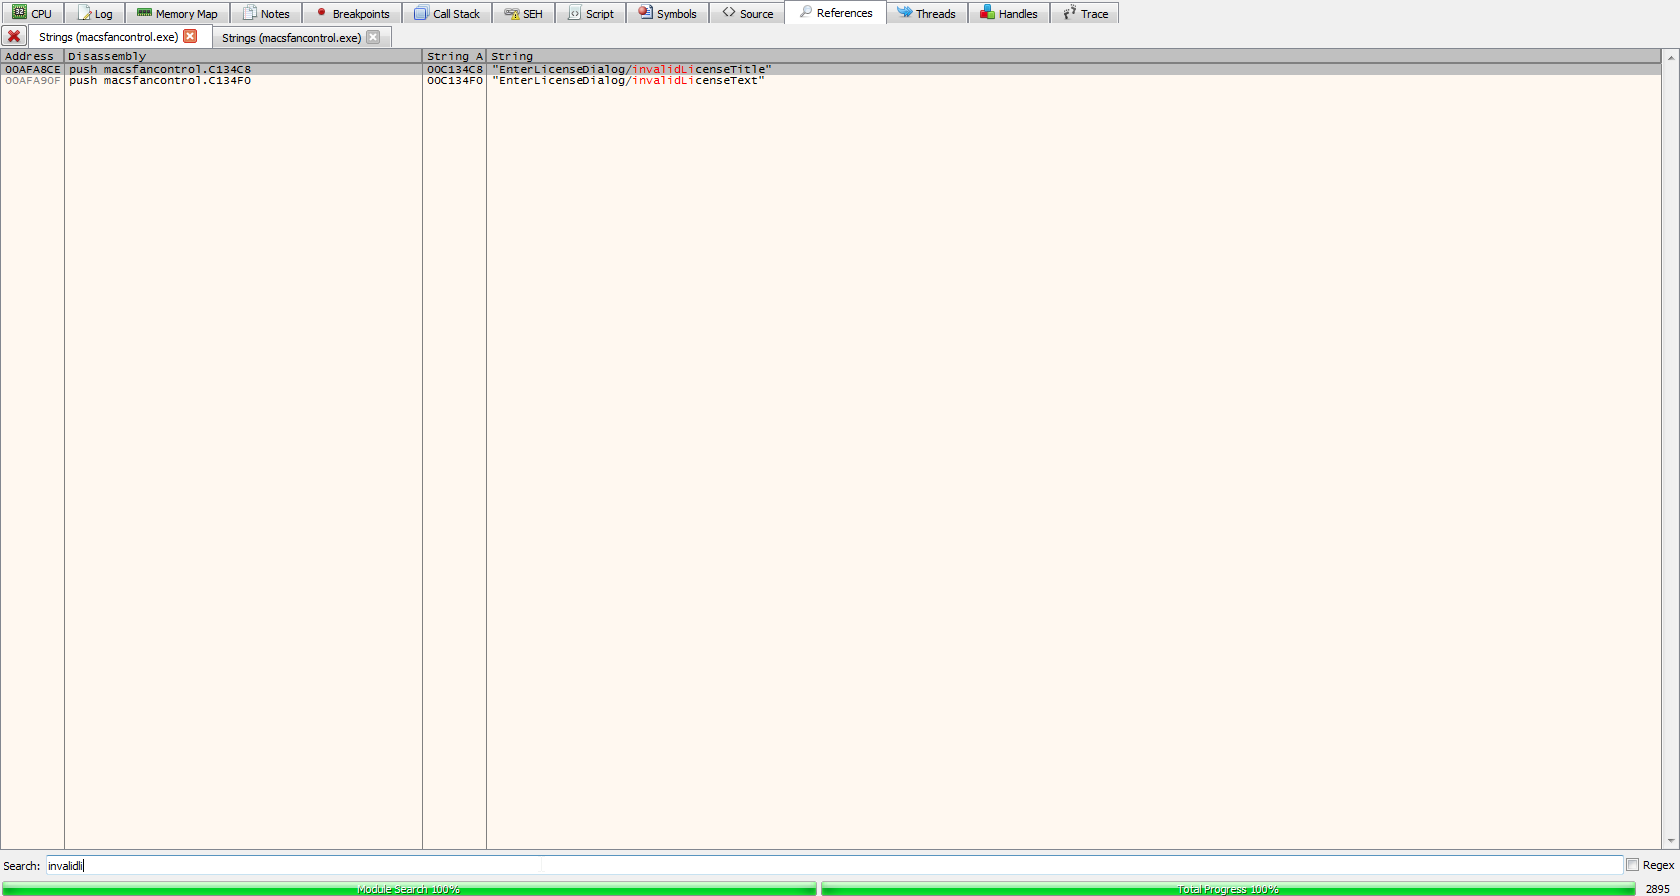 CPU Log Memory Map Notes Breakpoints Call Stack SEH Script Symbols Source References Threads Handles Trace
Strings (macsfancontrol.exe) Strings (macsfancontrol.exe)
Address Disassembly String A String
00AFA8CE push macsfancontrol.C134C8 00C134C8 "EnterLicenseDialog/invalidLicenseTitle"
00AFA90F push macsfancontrol.C134F0 00C134F0 "EnterLicenseDialog/invalidLicenseText"
Search: invalidli Regex
Module Search 100% Total Progress 100% 2895